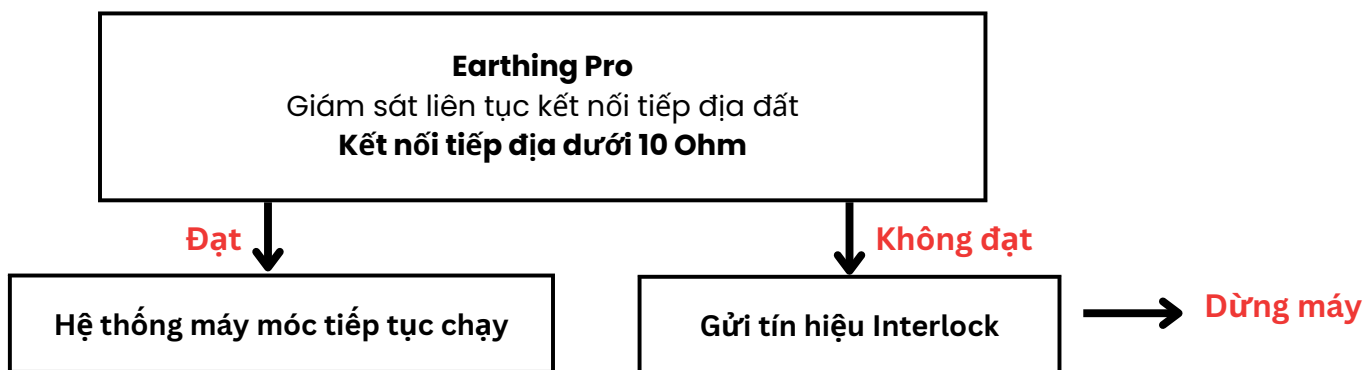 Earthing Pro
Giám sát liên tục kết nối tiếp địa đất
Kết nối tiếp địa dưới 10 Ohm
Đạt
Không đạt
Hệ thống máy móc tiếp tục chạy
Gửi tín hiệu Interlock
Dừng máy